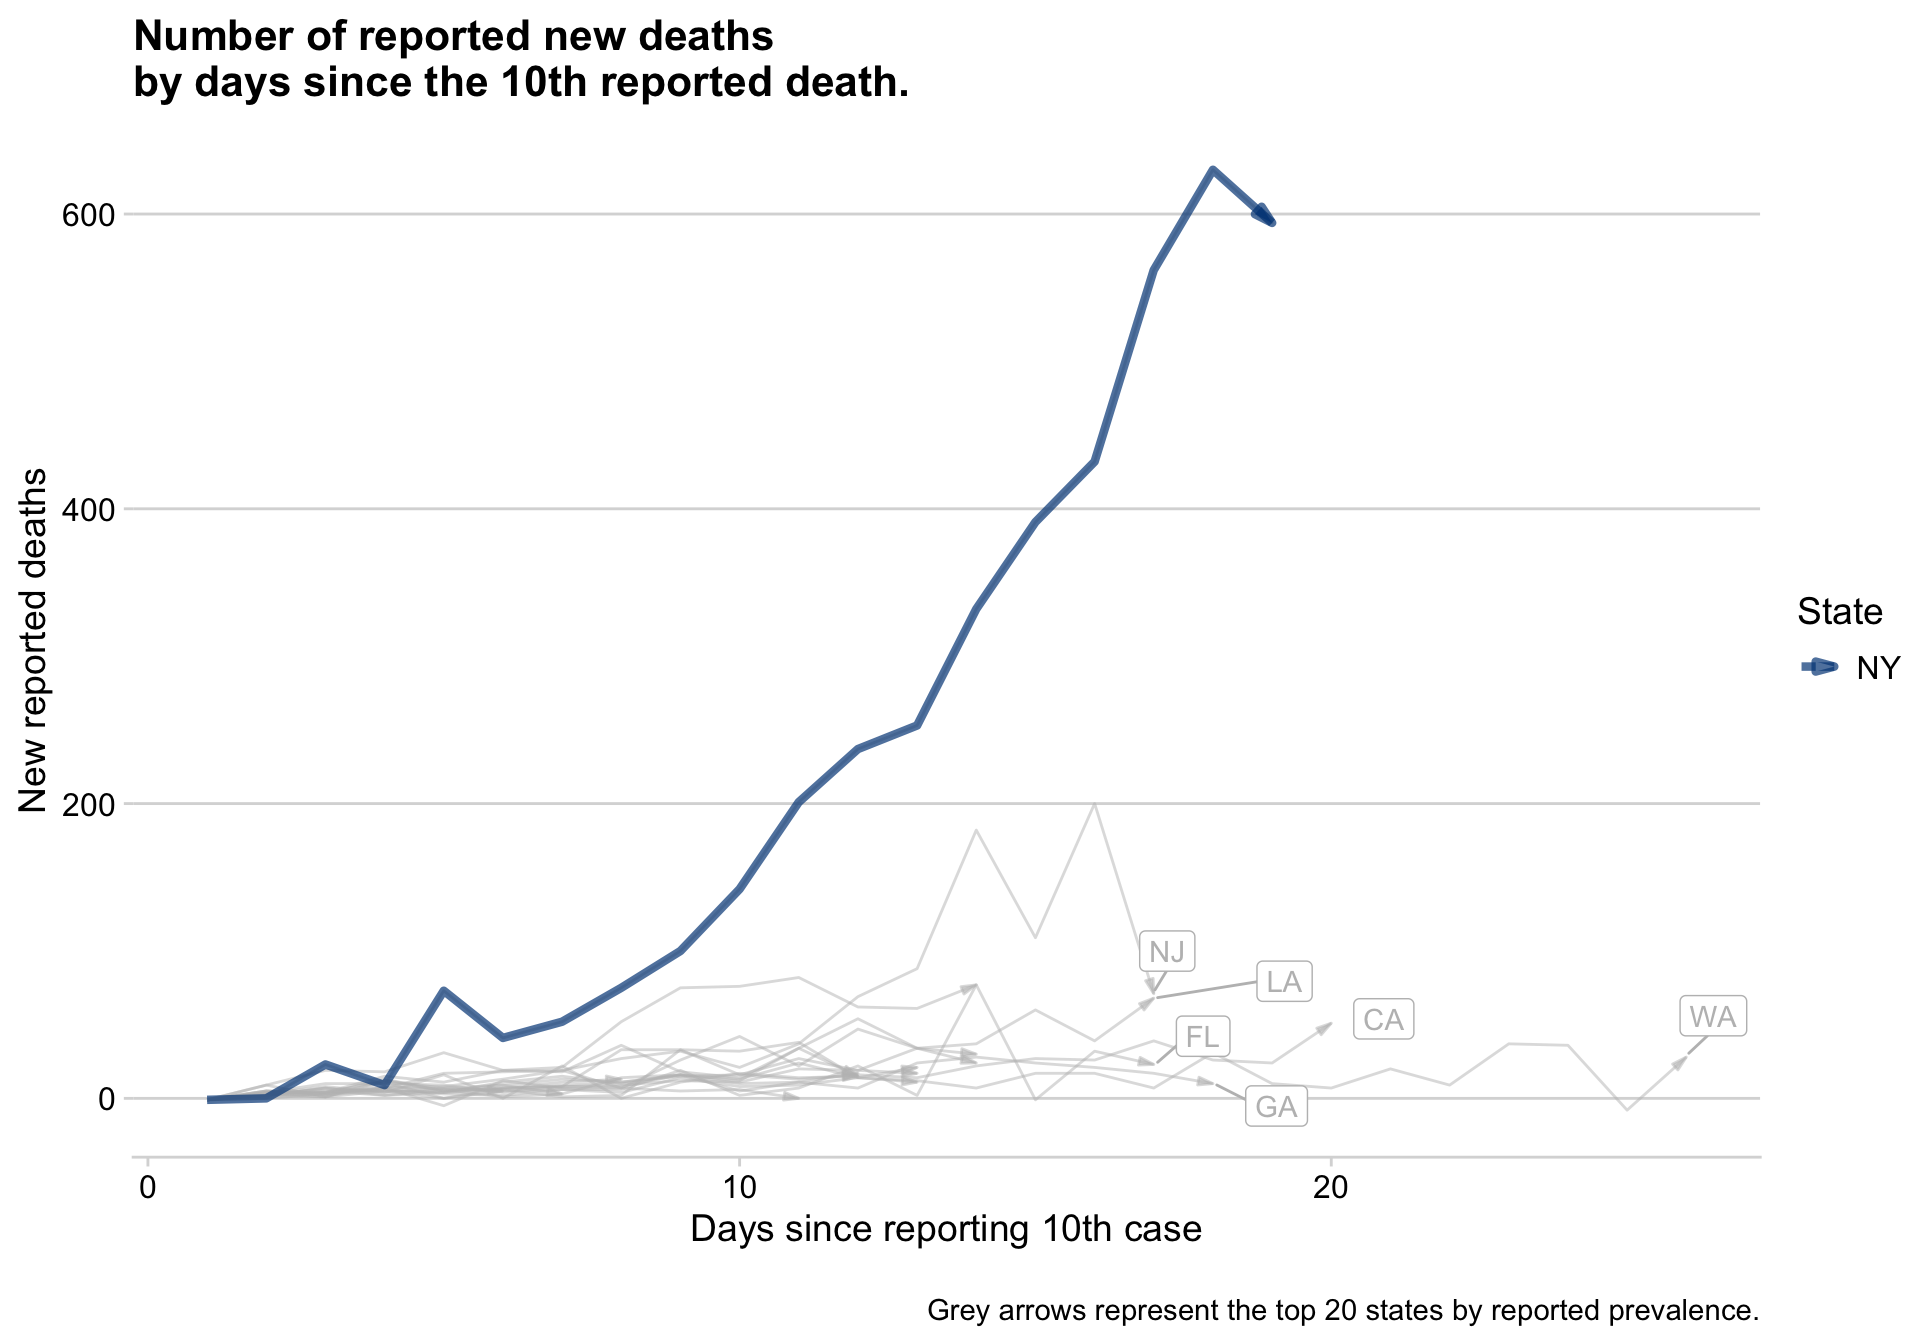 Number of reported new deaths
by days since the 10th reported death.
New reported deaths
600
400
200
0
NJ
LA
FL
CA
WA
GA
State
NY
0 10 20
Days since reporting 10th case
Grey arrows represent the top 20 states by reported prevalence.